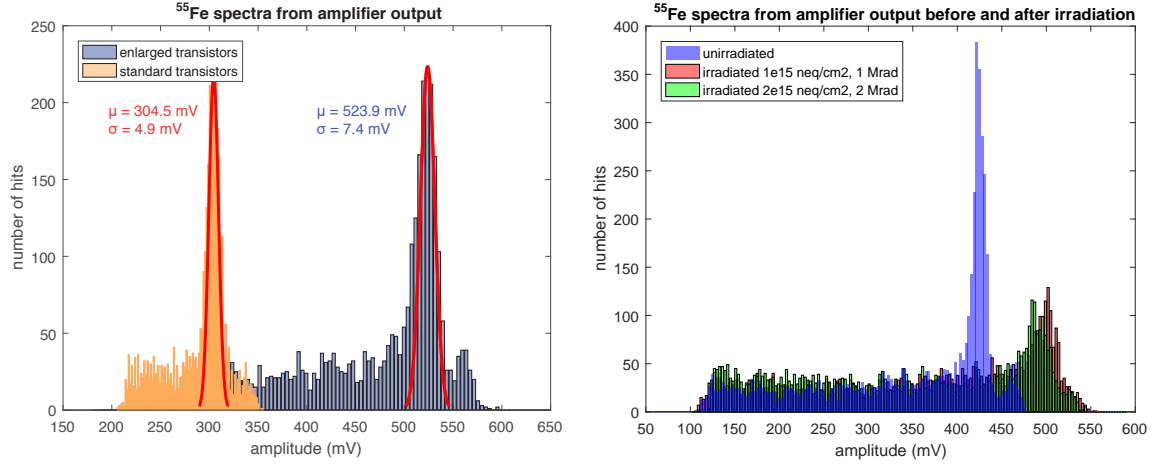 ⁵⁵Fe spectra from amplifier output
250
200
150
100
50
0
number of hits
enlarged transistors
standard transistors
μ = 304.5 mV
σ = 4.9 mV
μ = 523.9 mV
σ = 7.4 mV
150 200 250 300 350 400 450 500 550 600 650
amplitude (mV)
⁵⁵Fe spectra from amplifier output before and after irradiation
400
350
300
250
200
150
100
50
0
number of hits
unirradiated
irradiated 1e15 neq/cm2, 1 Mrad
irradiated 2e15 neq/cm2, 2 Mrad
50 100 150 200 250 300 350 400 450 500 550 600
amplitude (mV)